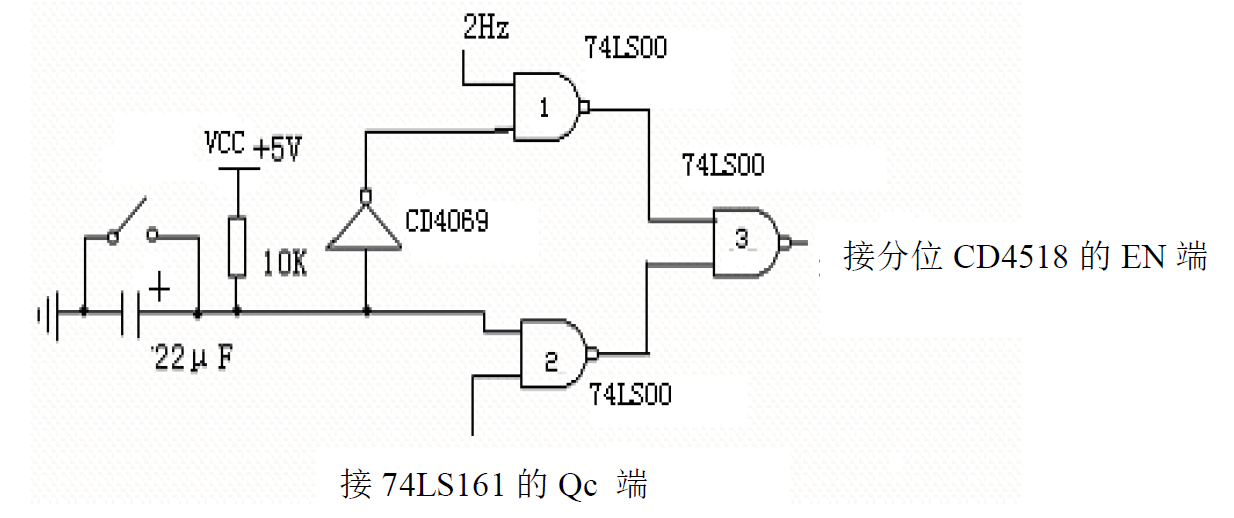 2Hz
74LS00
1
VCC +5V
74LS00
CD4069
3
接分位 CD4518 的 EN 端
10K
+
22μF
2
74LS00
接 74LS161 的 Qc 端